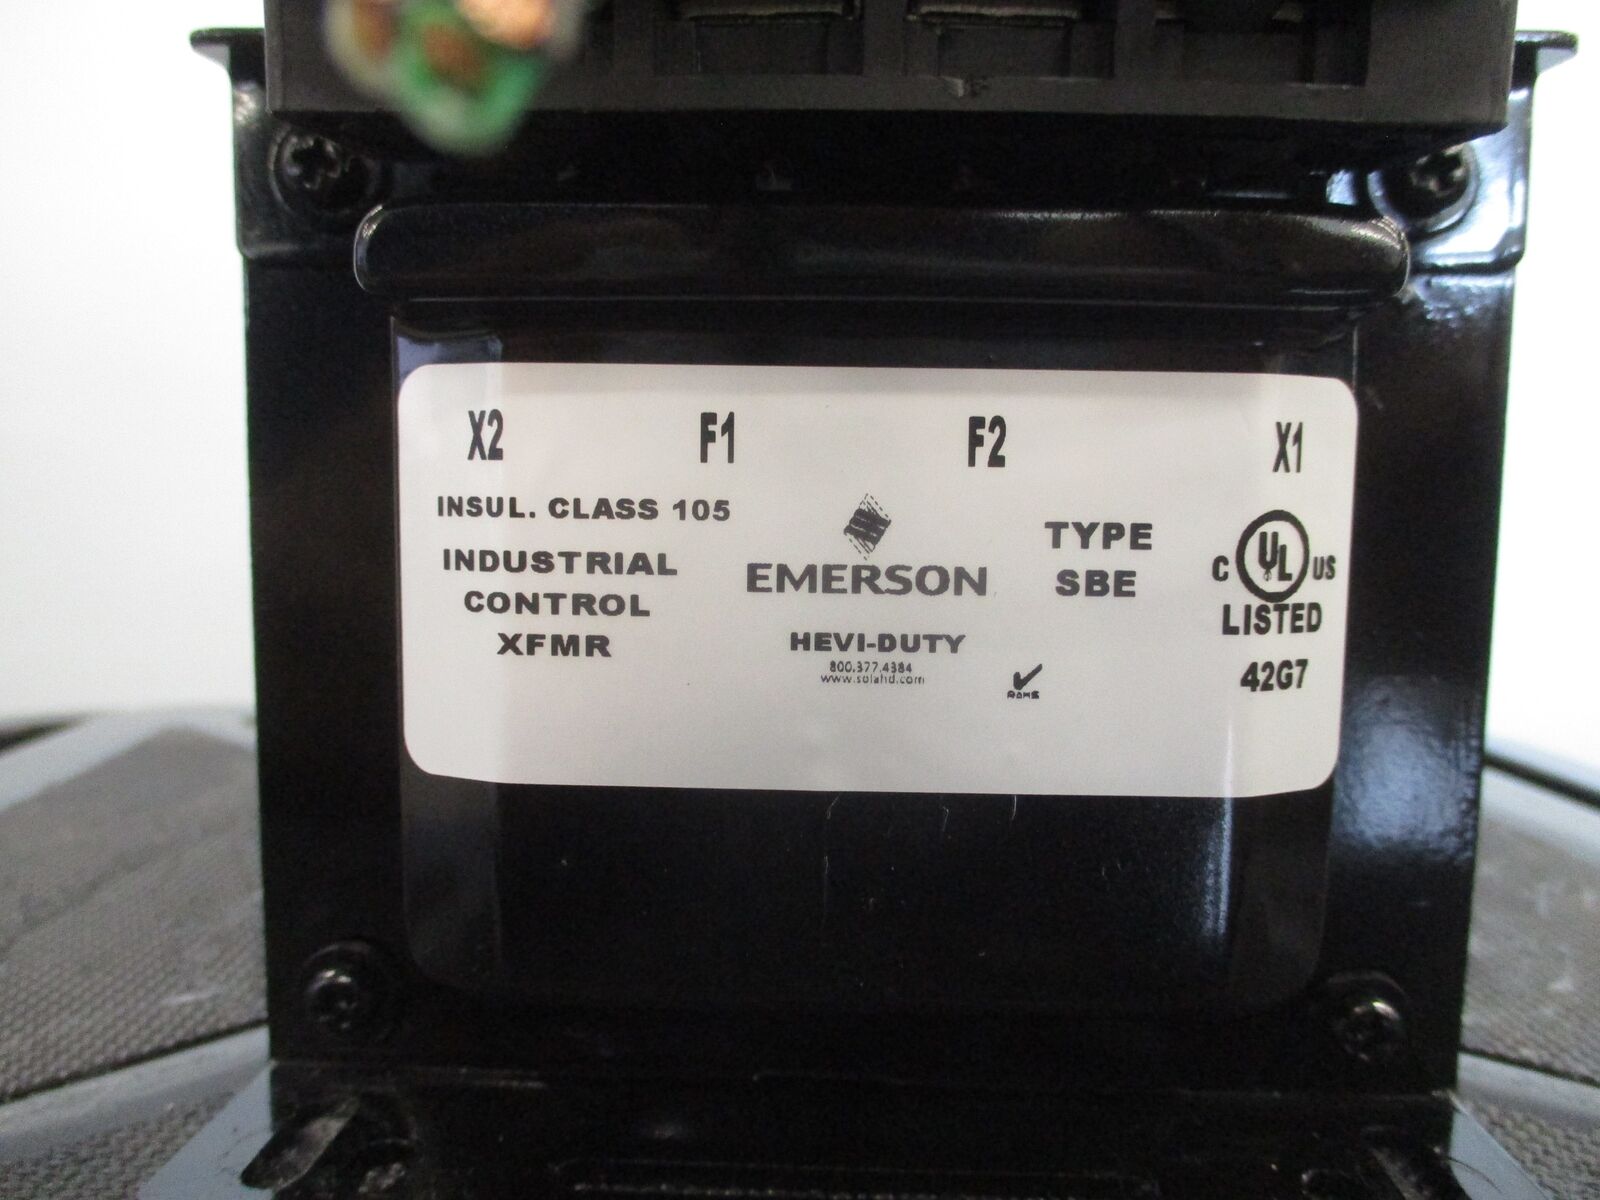 X2 F1 F2 X1
INSUL. CLASS 105
INDUSTRIAL
CONTROL
XFMR
EMERSON
HEVI-DUTY
800.377.4384
www.solahd.com
RoHS
TYPE
SBE
C UL US
LISTED
42G7